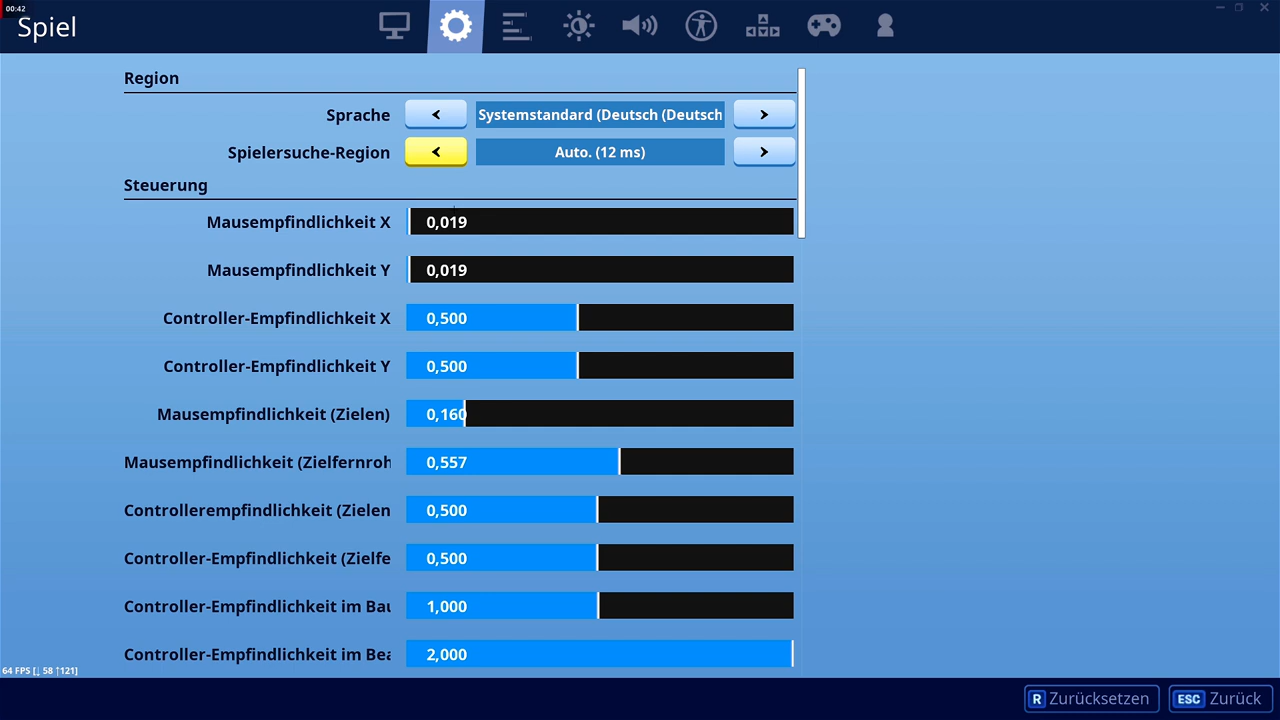 00:42
Spiel
Region
Sprache < Systemstandard (Deutsch (Deutsch >
Spielersuche-Region < Auto. (12 ms) >
Steuerung
Mausempfindlichkeit X 0,019
Mausempfindlichkeit Y 0,019
Controller-Empfindlichkeit X 0,500
Controller-Empfindlichkeit Y 0,500
Mausempfindlichkeit (Zielen) 0,160
Mausempfindlichkeit (Zielfernroh 0,557
Controllerempfindlichkeit (Zielen 0,500
Controller-Empfindlichkeit (Zielfe 0,500
Controller-Empfindlichkeit im Bau 1,000
Controller-Empfindlichkeit im Bea 2,000
64 FPS [↓ 58 ↑121]
R Zurücksetzen ESC Zurück